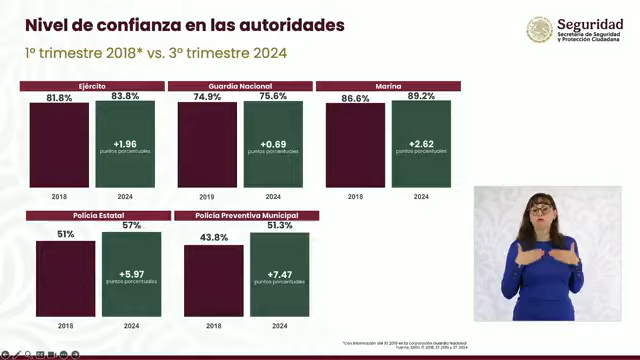 Nivel de confianza en las autoridades
1° trimestre 2018* vs. 3° trimestre 2024
Seguridad
Secretaría de Seguridad
y Protección Ciudadana
Ejército
Guardia Nacional
Marina
81.8%
83.8%
74.9%
75.6%
86.6%
89.2%
+1.96
puntos porcentuales
+0.69
puntos porcentuales
+2.62
puntos porcentuales
2018
2024
2019
2024
2018
2024
Policía Estatal
Policía Preventiva Municipal
51%
57%
43.8%
51.3%
+5.97
puntos porcentuales
+7.47
puntos porcentuales
2018
2024
2018
2024